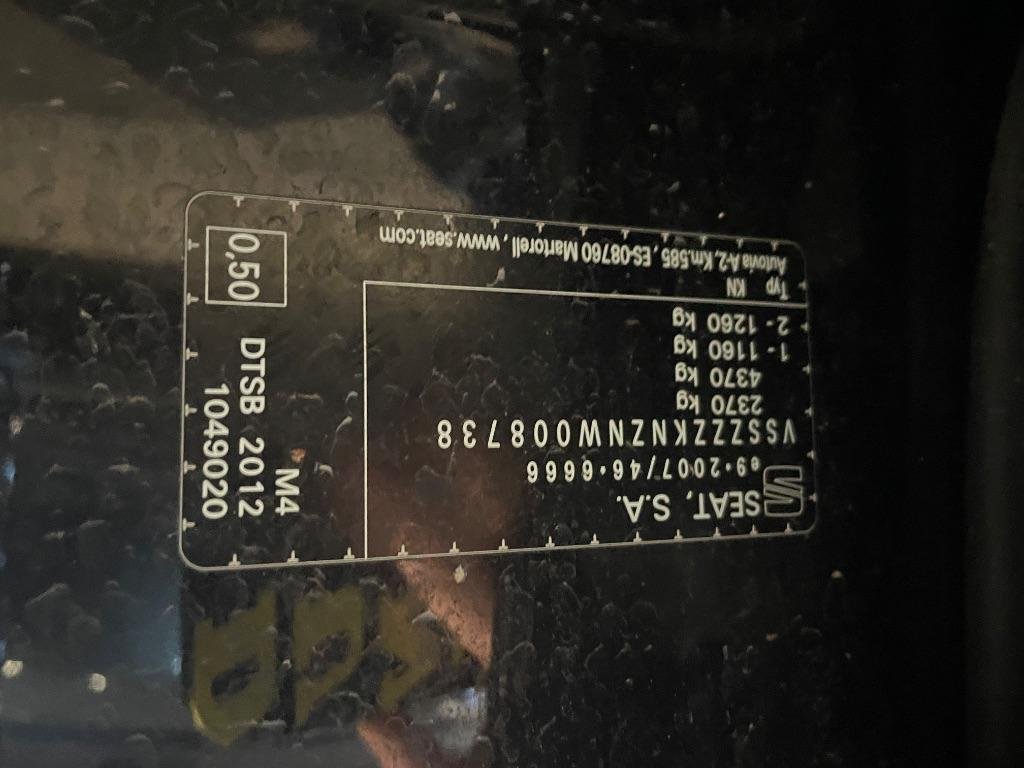 SEAT, S.A.
e9*2007/46*6666
VSSZZZKNZNW008738
2370 kg
4370 kg
1 - 1160 kg
2 - 1260 kg
Typ KN
Autovia A-2, Km.585, ES-08760 Martorell, www.seat.com
M4
DTSB 2012
1049020
0,50